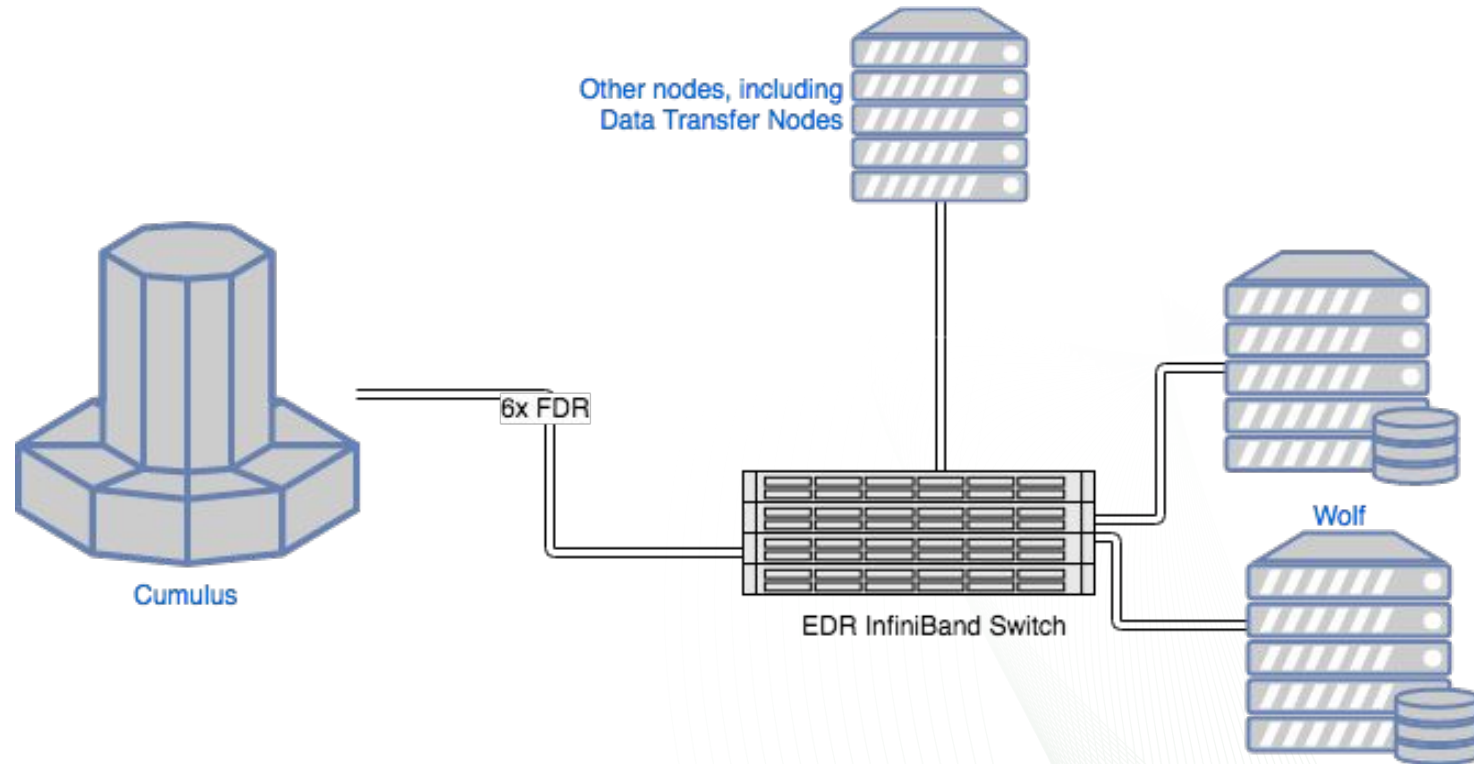 Other nodes, including
Data Transfer Nodes
6x FDR
Cumulus
Wolf
EDR InfiniBand Switch